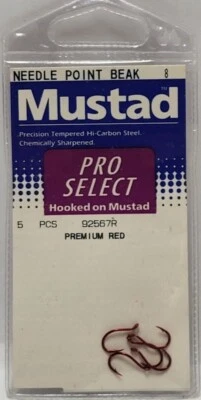 NEEDLE POINT BEAK 8
Mustad
Precision Tempered Hi-Carbon Steel.
Chemically Sharpened.
PRO
SELECT
Hooked on Mustad
5 PCS 92567R
PREMIUM RED